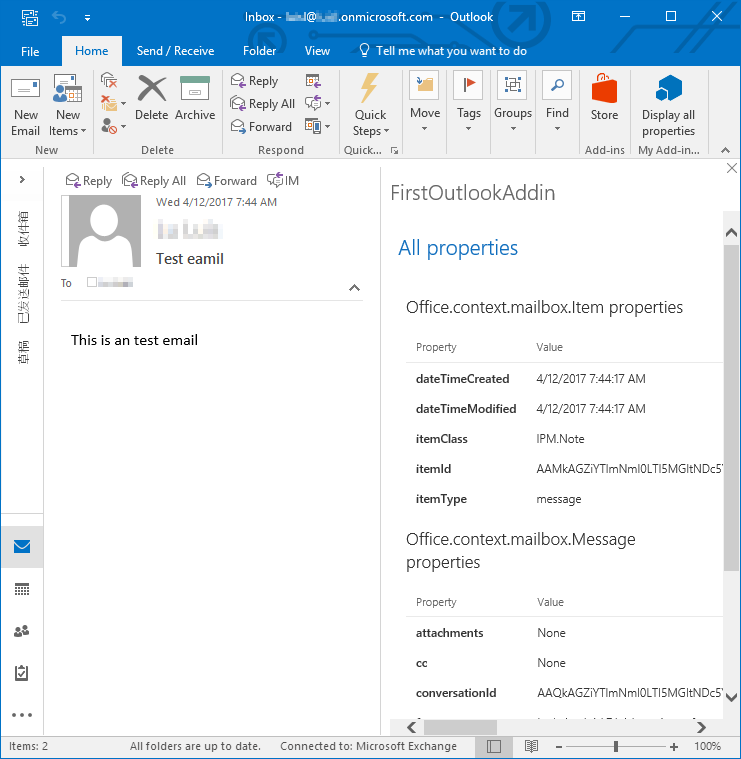 Inbox - @.onmicrosoft.com - Outlook
File Home Send / Receive Folder View Tell me what you want to do
New Email
New Items
Delete
Archive
Reply
Reply All
Forward
Quick Steps
Move
Tags
Groups
Find
Store
Display all properties
New Delete Respond Quick... Add-ins My Add-in...
Reply Reply All Forward IM
Wed 4/12/2017 7:44 AM
Test eamil
To
This is an test email
收件箱
已发送邮件
草稿
FirstOutlookAddin
All properties
Office.context.mailbox.Item properties
Property Value
dateTimeCreated 4/12/2017 7:44:17 AM
dateTimeModified 4/12/2017 7:44:17 AM
itemClass IPM.Note
itemId AAMkAGZiYTlmNmI0LTI5MGItNDc5Y
itemType message
Office.context.mailbox.Message
properties
Property Value
attachments None
cc None
conversationId AAQkAGZiYTlmNmI0LTI5MGItNDc5Y
Items: 2 All folders are up to date. Connected to: Microsoft Exchange 100%